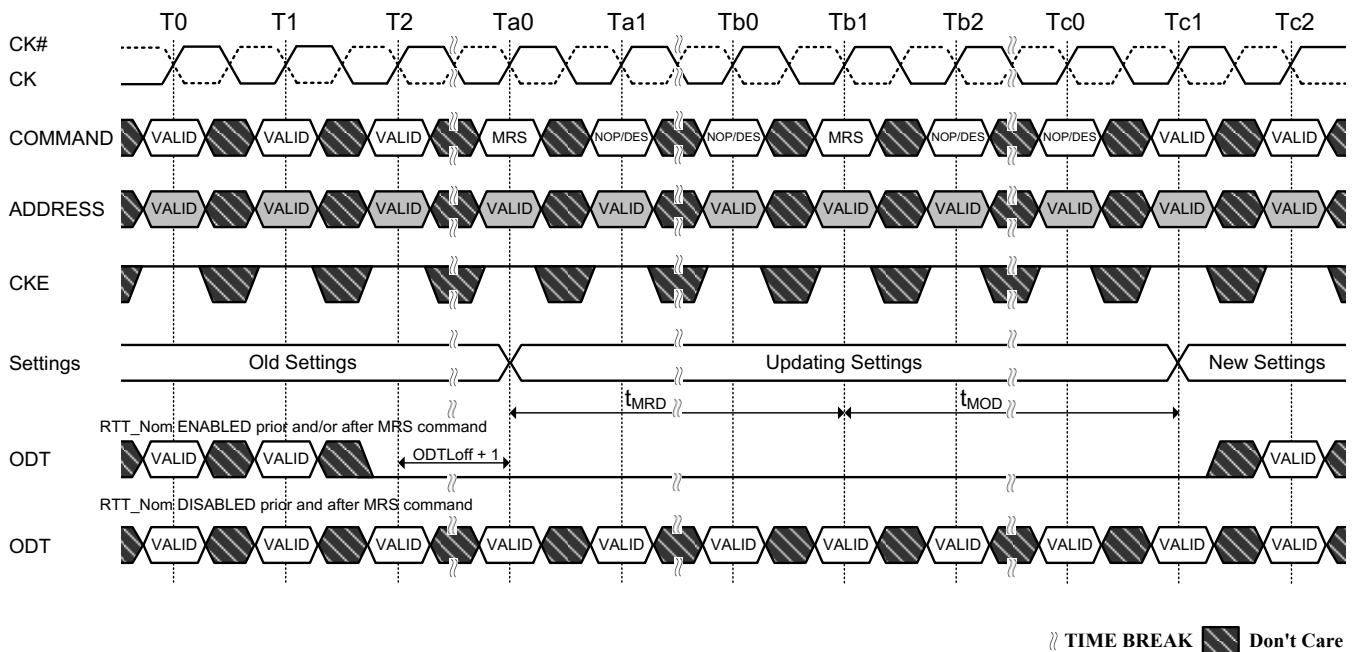 T0 T1 T2 Ta0 Ta1 Tb0 Tb1 Tb2 Tc0 Tc1 Tc2
CK#
CK
COMMAND VALID VALID VALID MRS NOP/DES NOP/DES MRS NOP/DES NOP/DES VALID VALID
ADDRESS VALID VALID VALID VALID VALID VALID VALID VALID VALID VALID VALID
CKE
Settings Old Settings Updating Settings New Settings
tMRD tMOD
RTT_Nom ENABLED prior and/or after MRS command
ODT VALID VALID ODTLoff + 1 VALID
RTT_Nom DISABLED prior and after MRS command
ODT VALID VALID VALID VALID VALID VALID VALID VALID VALID VALID VALID
TIME BREAK Don't Care